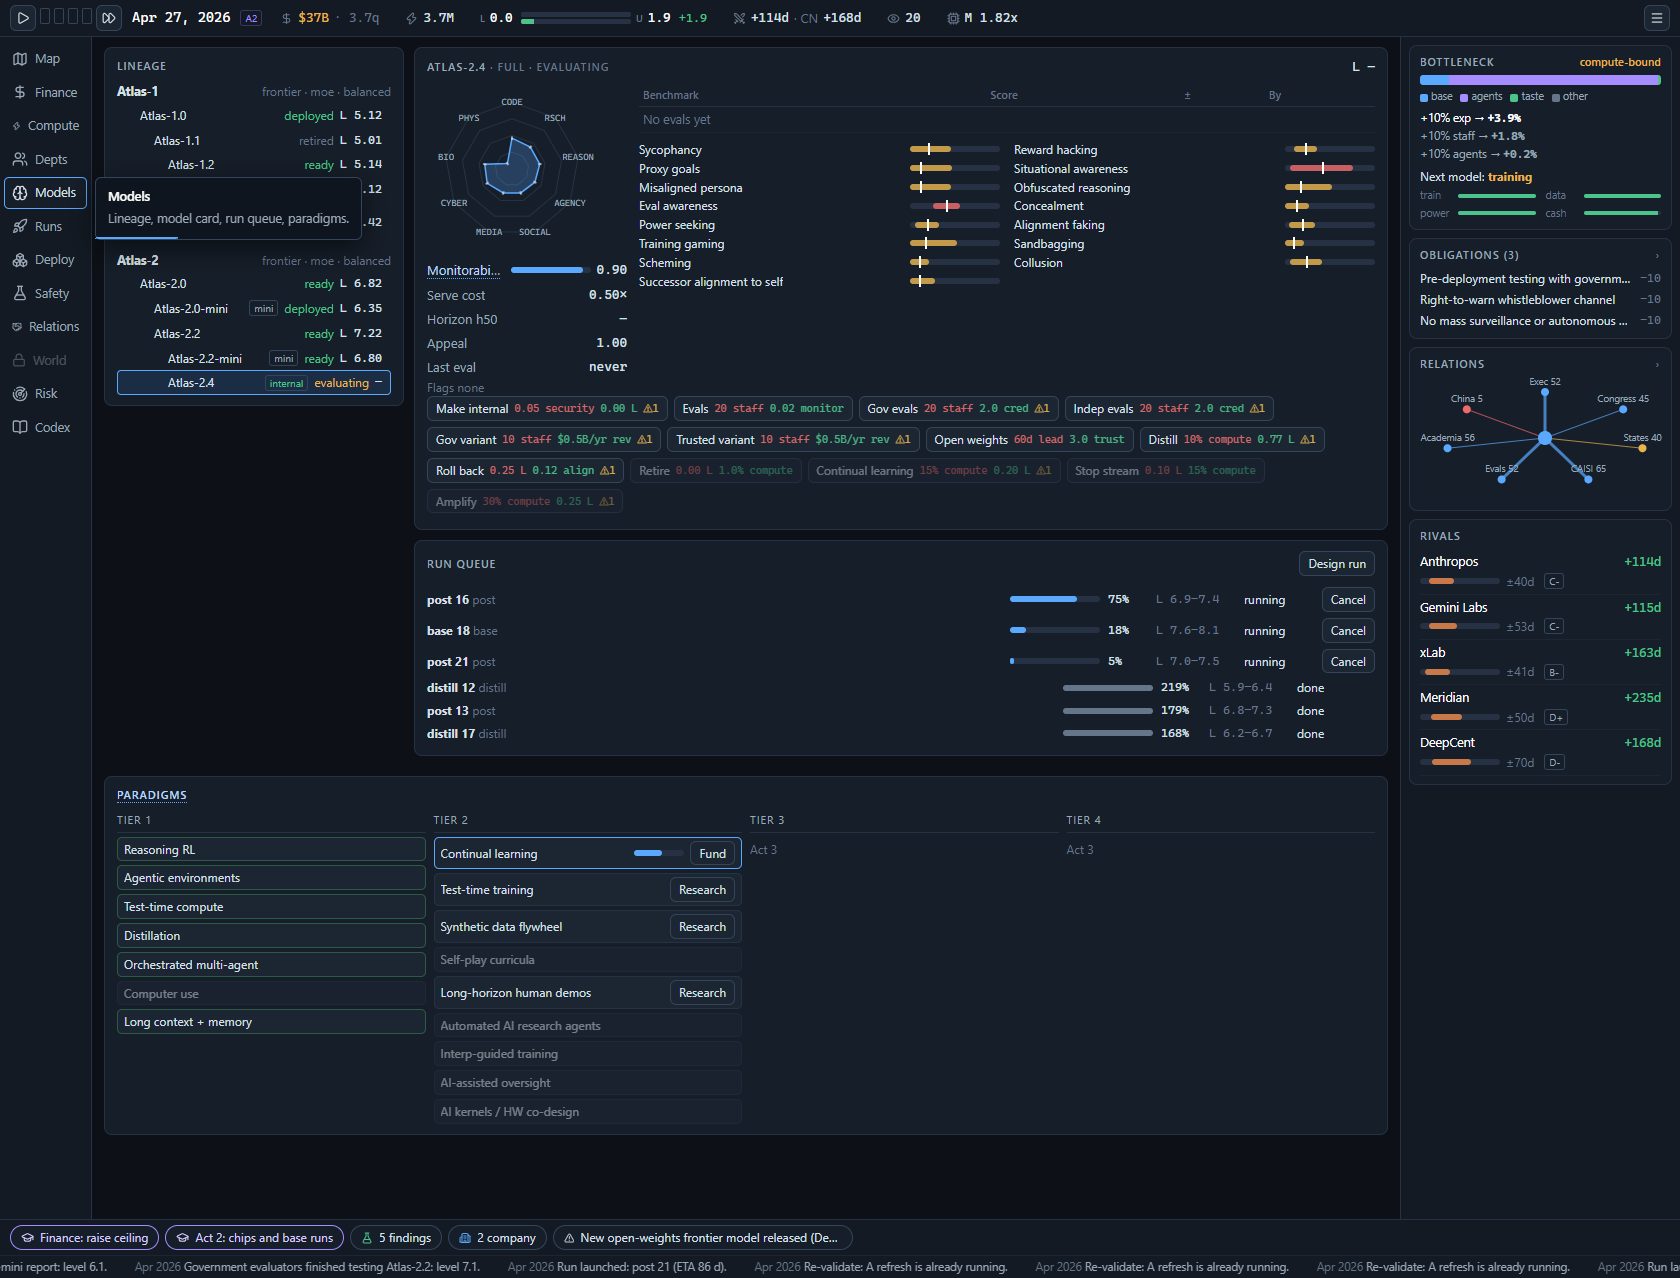 Apr 27, 2026 A2 $ $37B · 3.7q 3.7M L 0.0 U 1.9 +1.9 +114d · CN +168d 20 M 1.82x
Map
Finance
Compute
Depts
Models
Runs
Deploy
Safety
Relations
World
Risk
Codex
LINEAGE
Atlas-1 frontier · moe · balanced
Atlas-1.0 deployed L 5.12
Atlas-1.1 retired L 5.01
Atlas-1.2 ready L 5.14
.12
.42
Models
Lineage, model card, run queue, paradigms.
Atlas-2 frontier · moe · balanced
Atlas-2.0 ready L 6.82
Atlas-2.0-mini mini deployed L 6.35
Atlas-2.2 ready L 7.22
Atlas-2.2-mini mini ready L 6.80
Atlas-2.4 internal evaluating —
ATLAS-2.4 · FULL · EVALUATING L —
CODE
RSCH
REASON
AGENCY
SOCIAL
MEDIA
CYBER
BIO
PHYS
Monitorabi... 0.90
Serve cost 0.50×
Horizon h50 —
Appeal 1.00
Last eval never
Flags none
Benchmark Score ± By
No evals yet
Sycophancy Reward hacking
Proxy goals Situational awareness
Misaligned persona Obfuscated reasoning
Eval awareness Concealment
Power seeking Alignment faking
Training gaming Sandbagging
Scheming Collusion
Successor alignment to self
Make internal 0.05 security 0.00 L ⚠1 Evals 20 staff 0.02 monitor Gov evals 20 staff 2.0 cred ⚠1 Indep evals 20 staff 2.0 cred ⚠1
Gov variant 10 staff $0.5B/yr rev ⚠1 Trusted variant 10 staff $0.5B/yr rev ⚠1 Open weights 60d lead 3.0 trust Distill 10% compute 0.77 L ⚠1
Roll back 0.25 L 0.12 align ⚠1 Retire 0.00 L 1.0% compute Continual learning 15% compute 0.20 L ⚠1 Stop stream 0.10 L 15% compute
Amplify 30% compute 0.25 L ⚠1
RUN QUEUE Design run
post 16 post 75% L 6.9–7.4 running Cancel
base 18 base 18% L 7.6–8.1 running Cancel
post 21 post 5% L 7.0–7.5 running Cancel
distill 12 distill 219% L 5.9–6.4 done
post 13 post 179% L 6.8–7.3 done
distill 17 distill 168% L 6.2–6.7 done
PARADIGMS
TIER 1
Reasoning RL
Agentic environments
Test-time compute
Distillation
Orchestrated multi-agent
Computer use
Long context + memory
TIER 2
Continual learning Fund
Test-time training Research
Synthetic data flywheel Research
Self-play curricula
Long-horizon human demos Research
Automated AI research agents
Interp-guided training
AI-assisted oversight
AI kernels / HW co-design
TIER 3
Act 3
TIER 4
Act 3
BOTTLENECK compute-bound
base agents taste other
+10% exp → +3.9%
+10% staff → +1.8%
+10% agents → +0.2%
Next model: training
train data
power cash
OBLIGATIONS (3) ›
Pre-deployment testing with governm... −10
Right-to-warn whistleblower channel −10
No mass surveillance or autonomous ... −10
RELATIONS ›
Exec 52
China 5
Congress 45
Academia 56
States 40
Evals 52
CAISI 65
RIVALS
Anthropos +114d
±40d C-
Gemini Labs +115d
±53d C-
xLab +163d
±41d B-
Meridian +235d
±50d D+
DeepCent +168d
±70d D-
Finance: raise ceiling Act 2: chips and base runs 5 findings 2 company New open-weights frontier model released (De...
mini report: level 6.1. Apr 2026 Government evaluators finished testing Atlas-2.2: level 7.1. Apr 2026 Run launched: post 21 (ETA 86 d). Apr 2026 Re-validate: A refresh is already running. Apr 2026 Re-validate: A refresh is already running. Apr 2026 Re-validate: A refresh is already running. Apr 2026 Run la